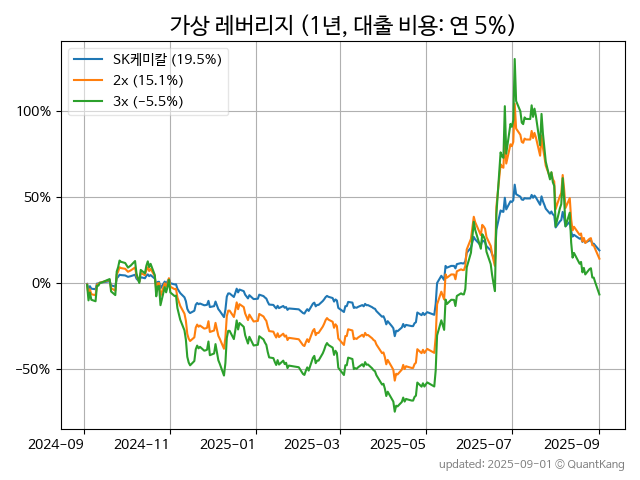 가상 레버리지 (1년, 대출 비용: 연 5%)
SK케미칼 (19.5%)
2x (15.1%)
3x (−5.5%)
100%
50%
0%
−50%
2024-09 2024-11 2025-01 2025-03 2025-05 2025-07 2025-09
updated: 2025-09-01 © QuantKang